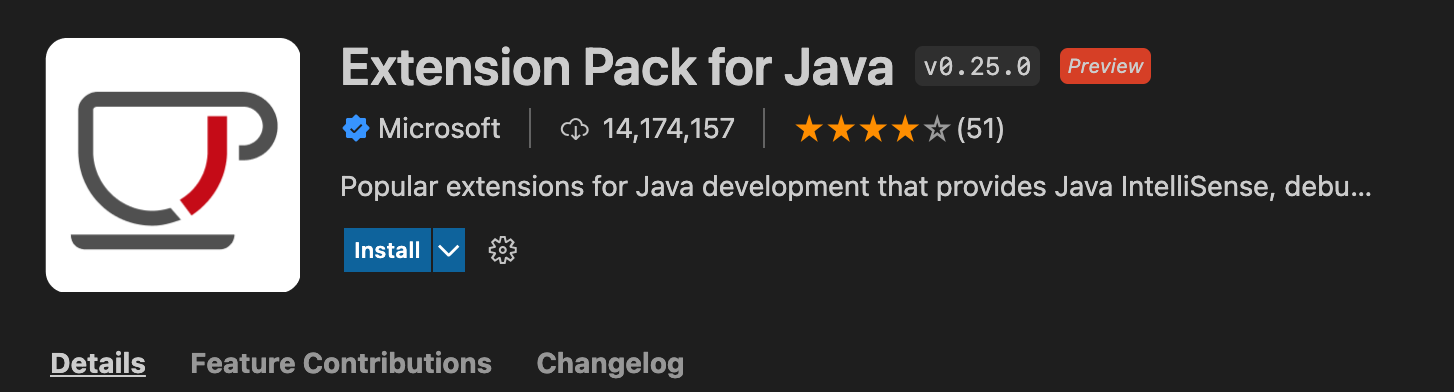 Extension Pack for Java v0.25.0 Preview
Microsoft 14,174,157 (51)
Popular extensions for Java development that provides Java IntelliSense, debu...
Install
Details Feature Contributions Changelog